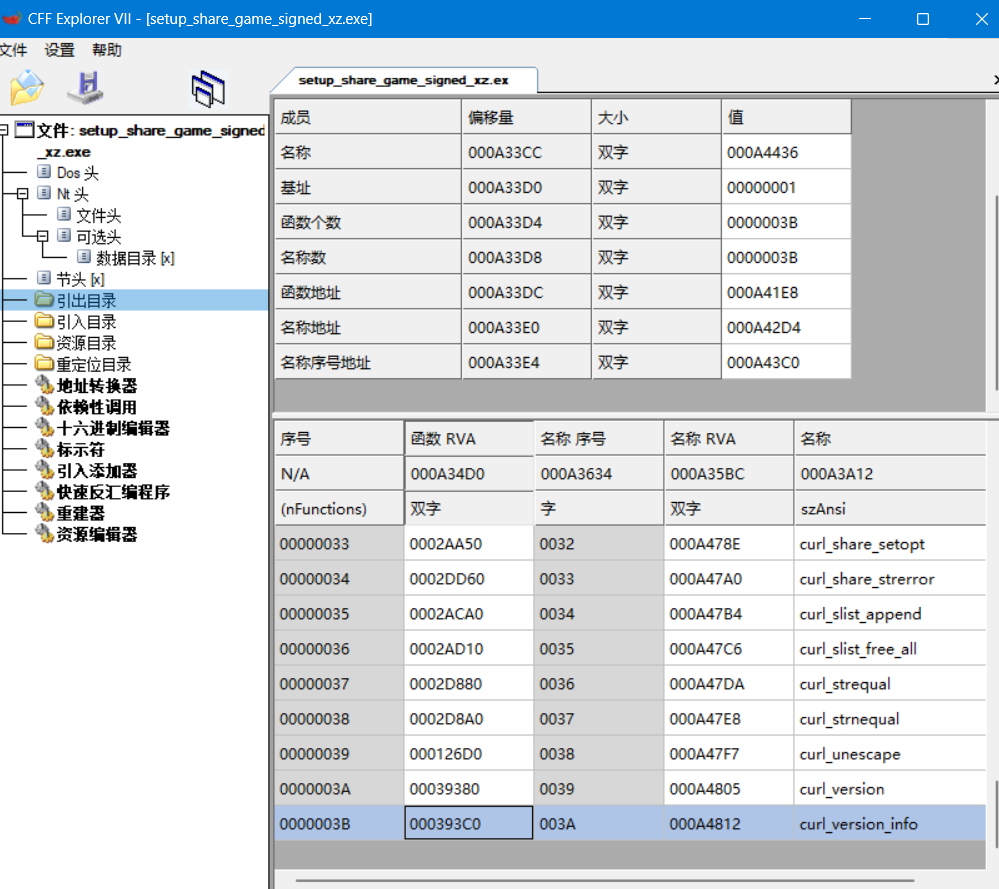 CFF Explorer VII - [setup_share_game_signed_xz.exe]
文件 设置 帮助
setup_share_game_signed_xz.ex
文件: setup_share_game_signed
_xz.exe
Dos 头
Nt 头
文件头
可选头
数据目录 [x]
节头 [x]
引出目录
引入目录
资源目录
重定位目录
地址转换器
依赖性调用
十六进制编辑器
标示符
引入添加器
快速反汇编程序
重建器
资源编辑器
成员 偏移量 大小 值
名称 000A33CC 双字 000A4436
基址 000A33D0 双字 00000001
函数个数 000A33D4 双字 0000003B
名称数 000A33D8 双字 0000003B
函数地址 000A33DC 双字 000A41E8
名称地址 000A33E0 双字 000A42D4
名称序号地址 000A33E4 双字 000A43C0
序号 函数 RVA 名称 序号 名称 RVA 名称
N/A 000A34D0 000A3634 000A35BC 000A3A12
(nFunctions) 双字 字 双字 szAnsi
00000033 0002AA50 0032 000A478E curl_share_setopt
00000034 0002DD60 0033 000A47A0 curl_share_strerror
00000035 0002ACA0 0034 000A47B4 curl_slist_append
00000036 0002AD10 0035 000A47C6 curl_slist_free_all
00000037 0002D880 0036 000A47DA curl_strequal
00000038 0002D8A0 0037 000A47E8 curl_strnequal
00000039 000126D0 0038 000A47F7 curl_unescape
0000003A 00039380 0039 000A4805 curl_version
0000003B 000393C0 003A 000A4812 curl_version_info